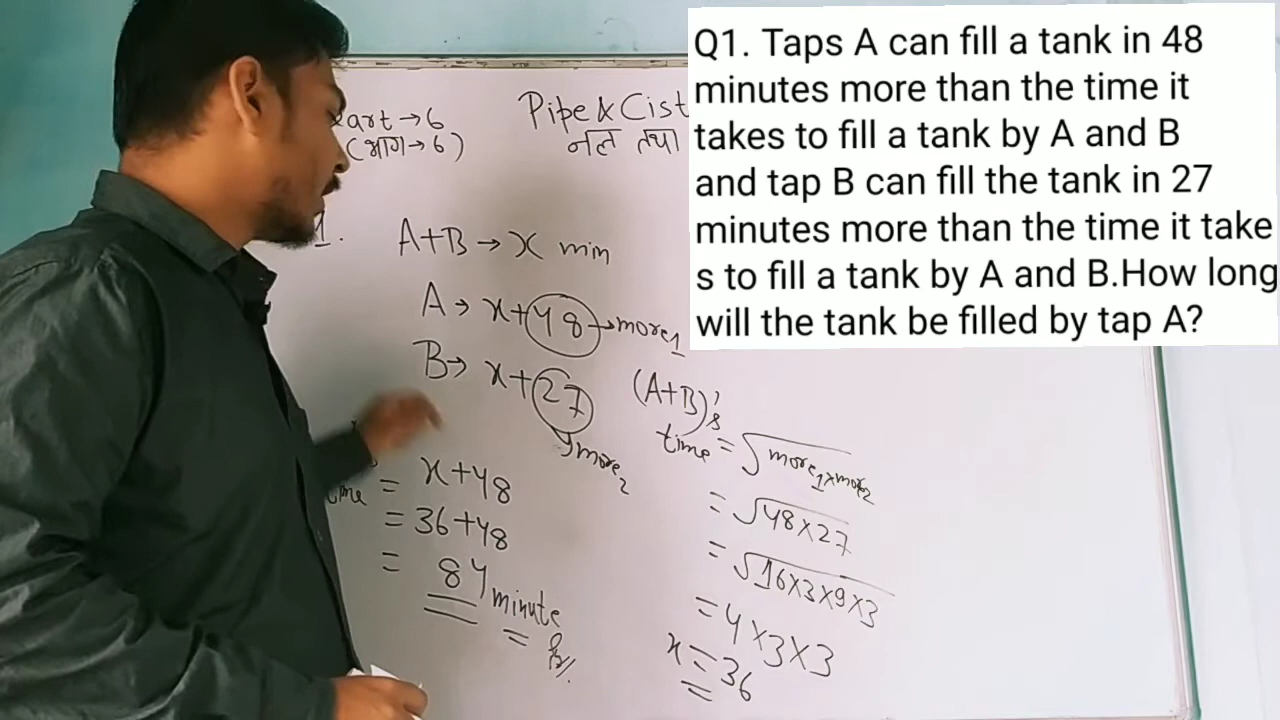 Q1. Taps A can fill a tank in 48
minutes more than the time it
takes to fill a tank by A and B
and tap B can fill the tank in 27
minutes more than the time it take
s to fill a tank by A and B.How long
will the tank be filled by tap A?
art→6
(भाग→6)
Pipe & Cist
नल तथा
1.
A+B → x min
A → x+48 → more1
B → x+27
more2
x+48
= 36+48
= 84 minute
(A+B)'s
time = √more1×more2
= √48×27
= √16×3×9×3
= 4×3×3
x = 36